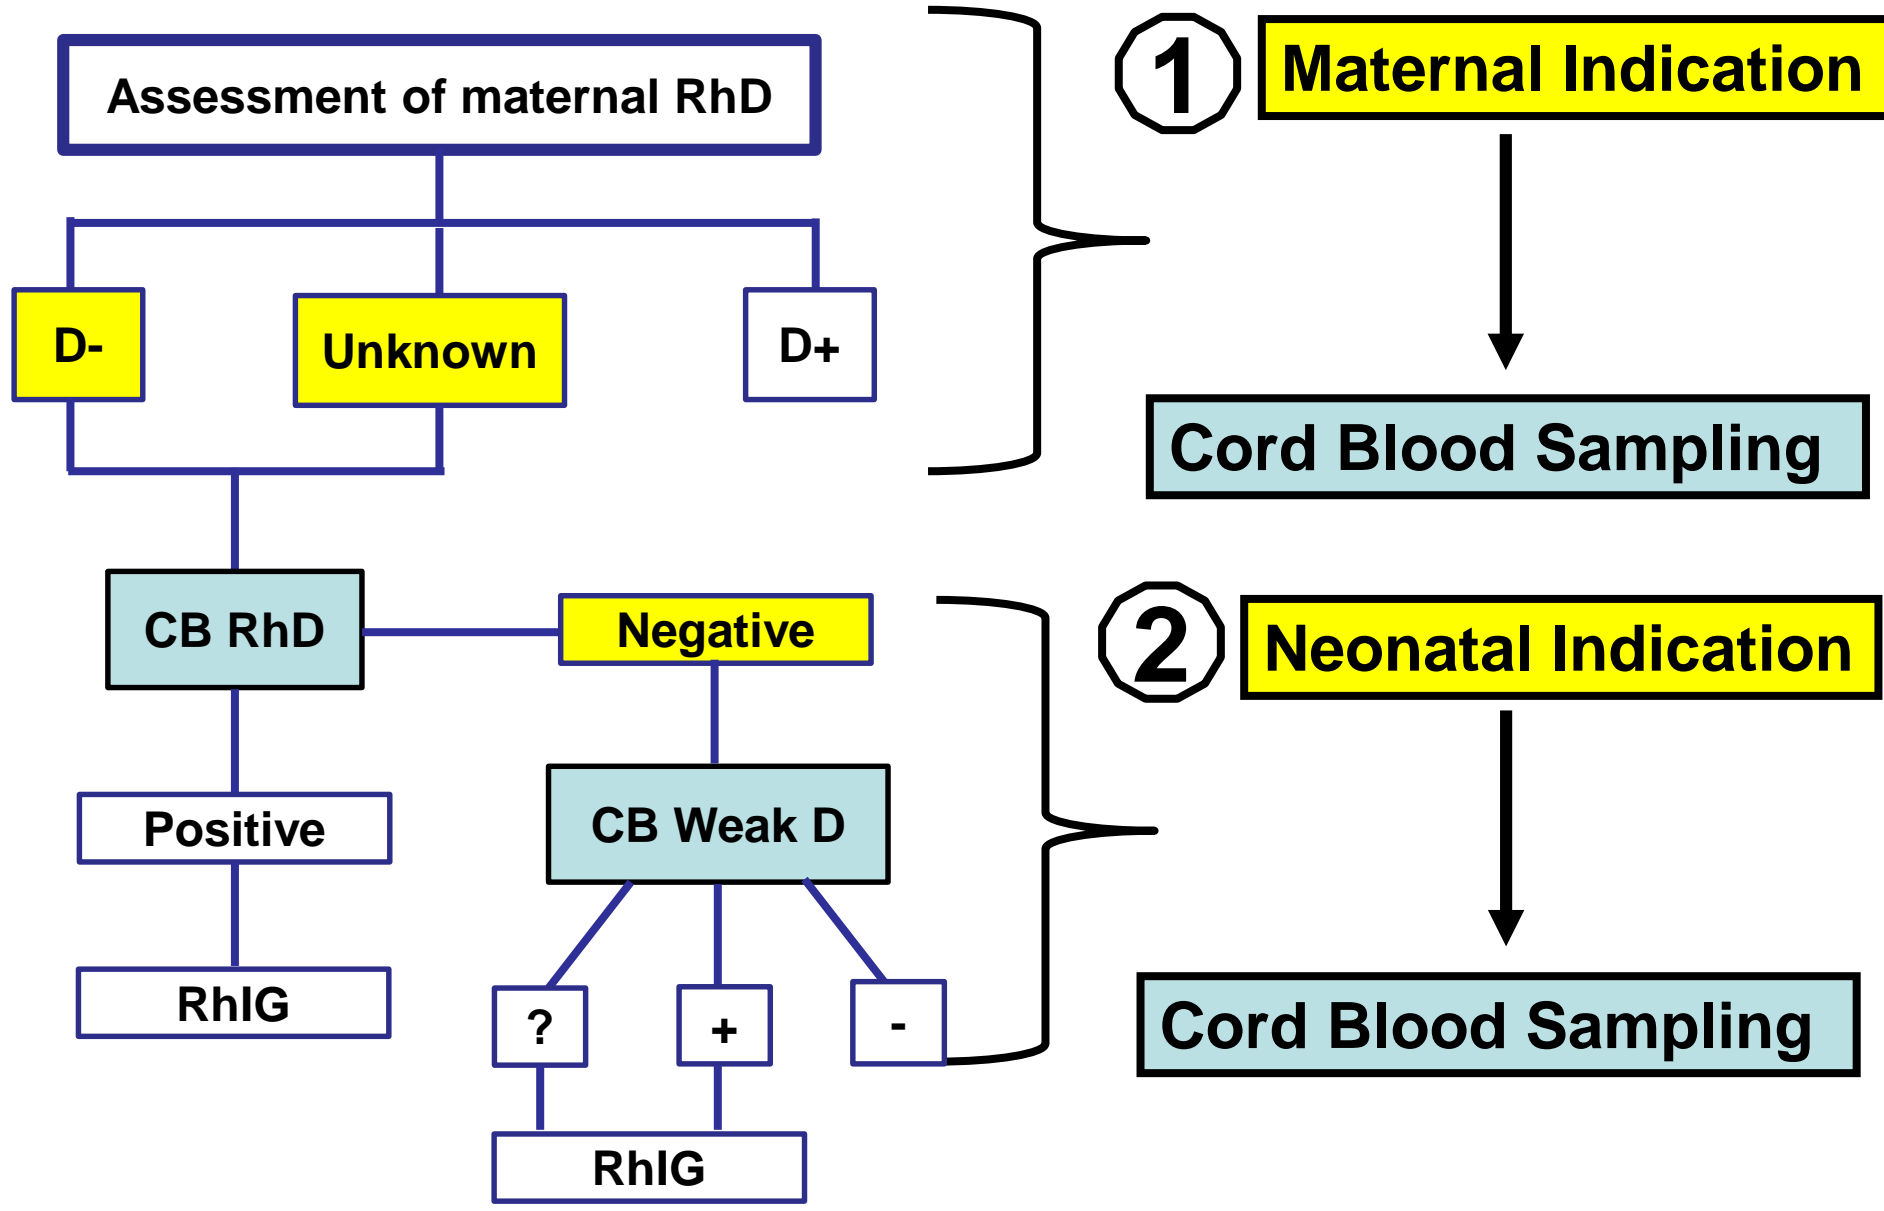 Assessment of maternal RhD
D-
Unknown
D+
CB RhD
Negative
Positive
CB Weak D
RhIG
?
+
-
RhIG
1
Maternal Indication
Cord Blood Sampling
2
Neonatal Indication
Cord Blood Sampling